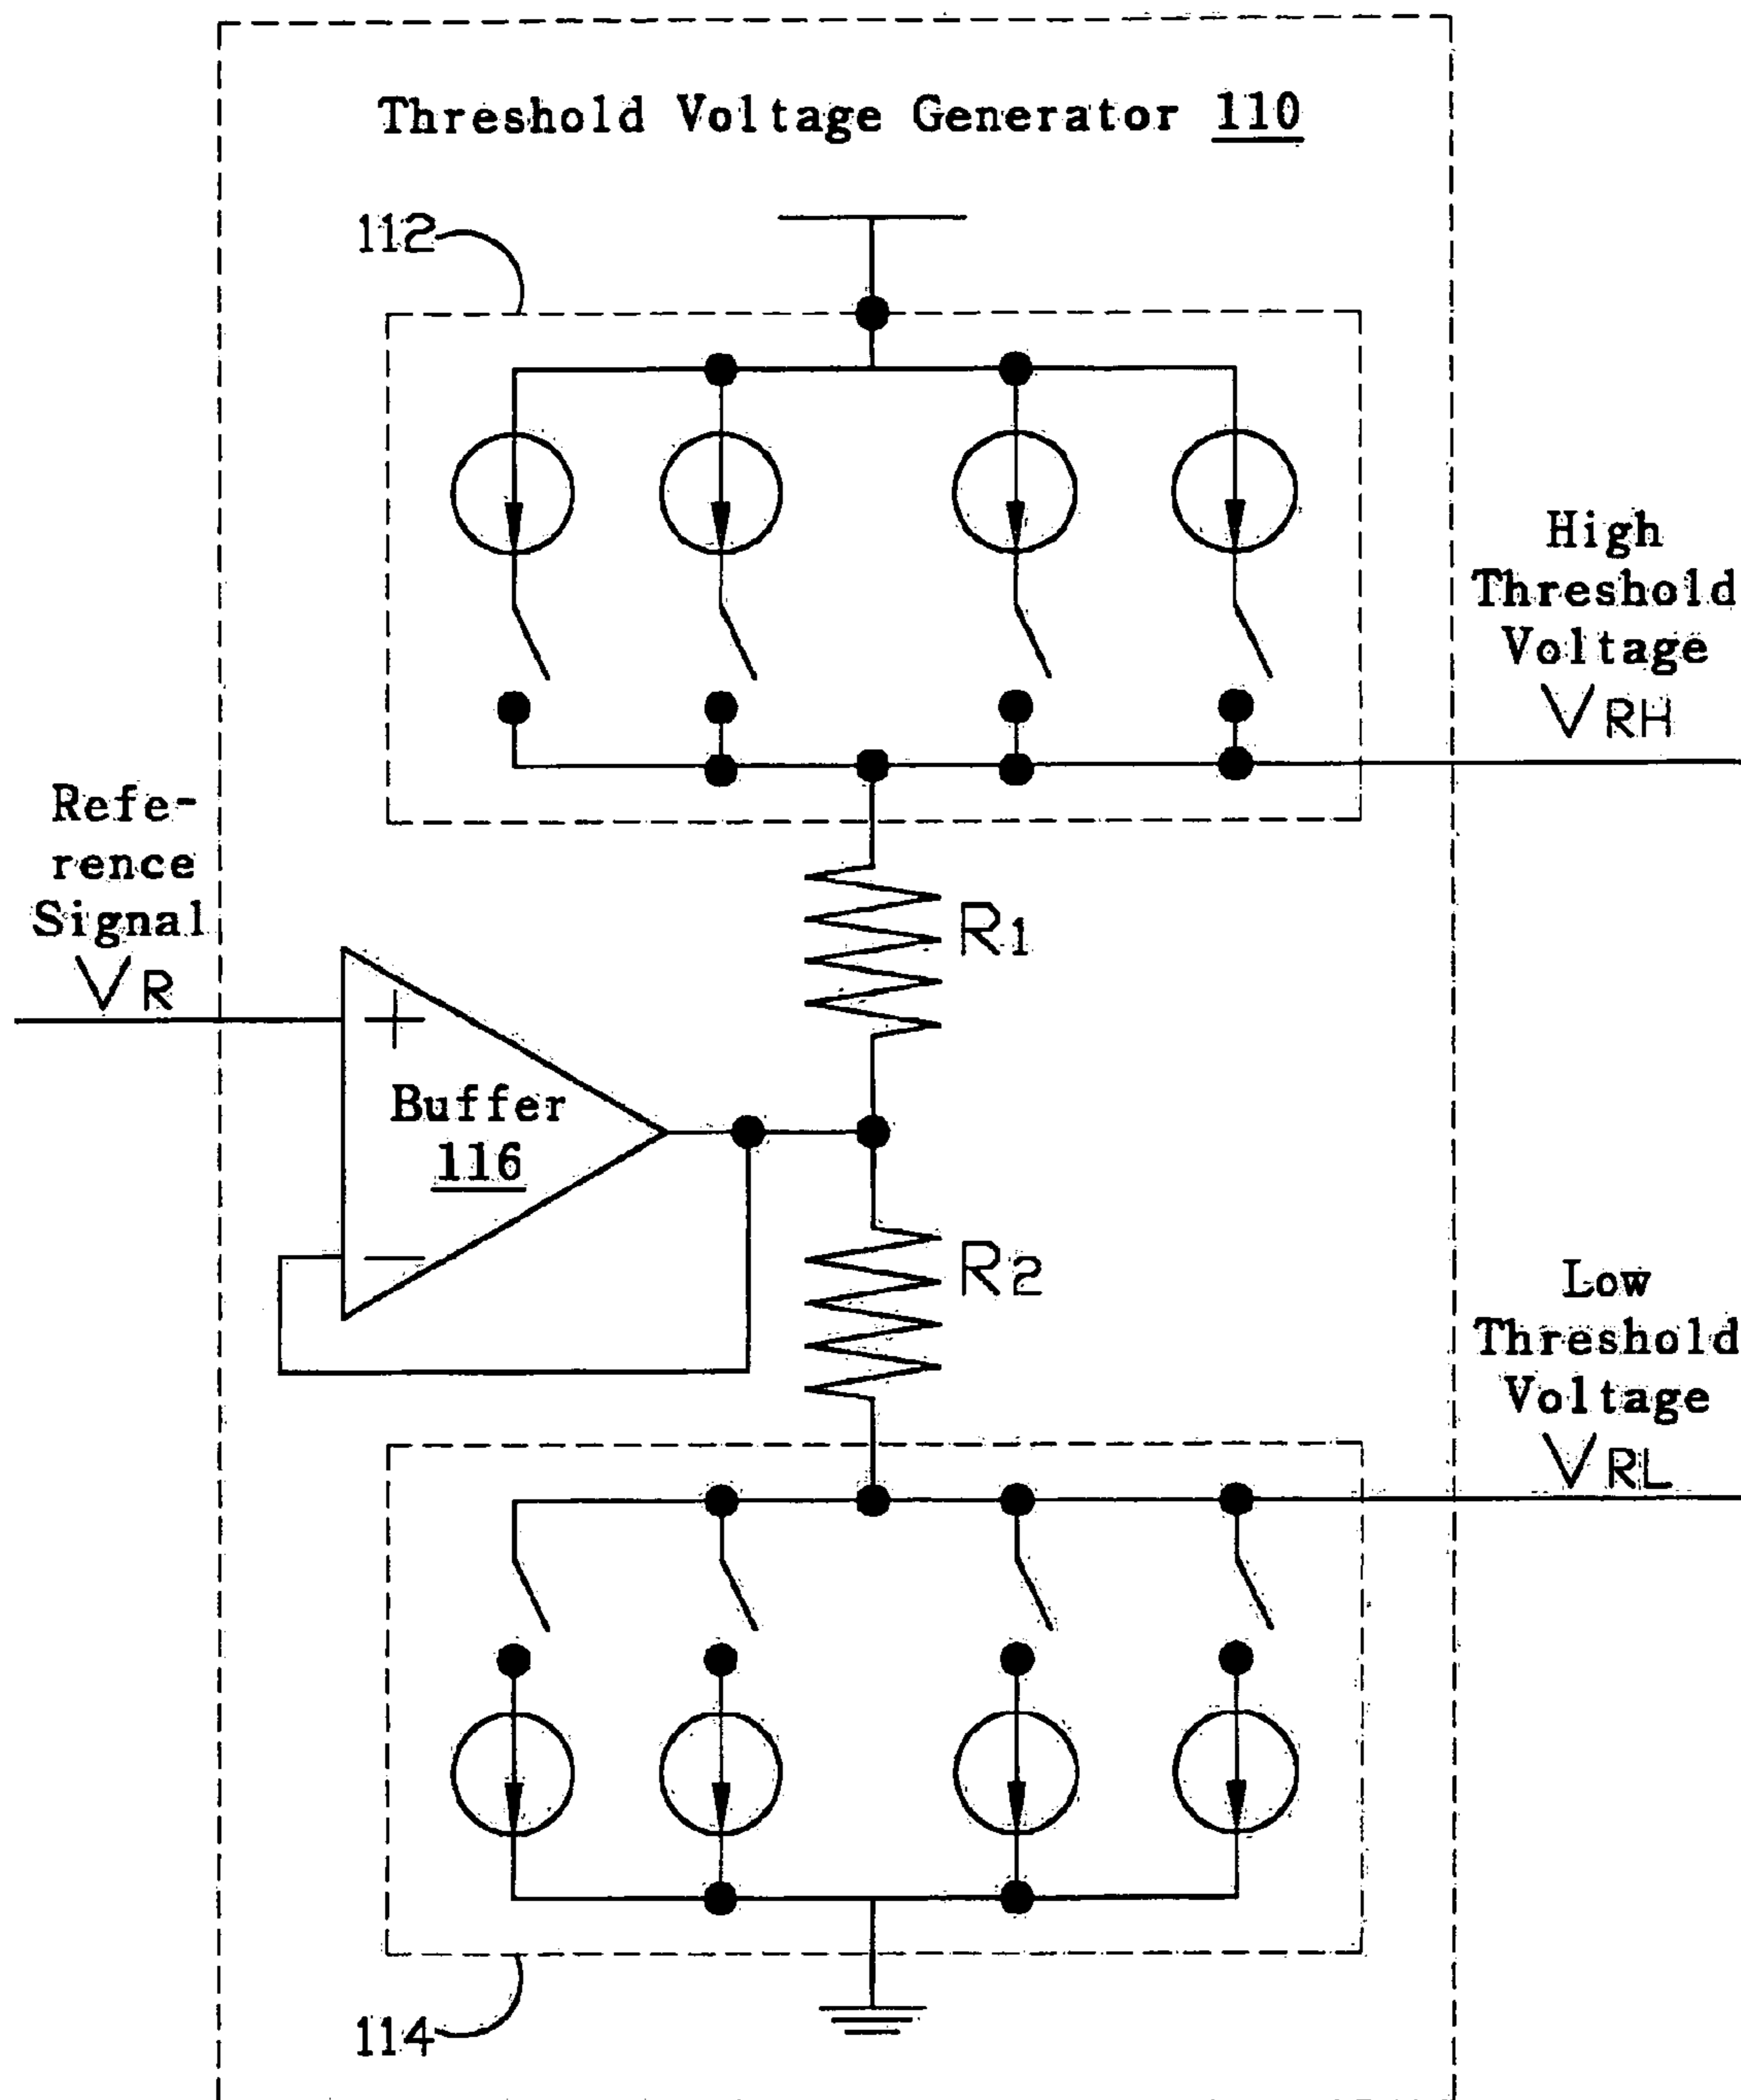 Threshold Voltage Generator 110
112
High
Threshold
Voltage
VRH
Refe-
rence
Signal
VR
R1
+
Buffer
116
−
R2
Low
Threshold
Voltage
VRL
114